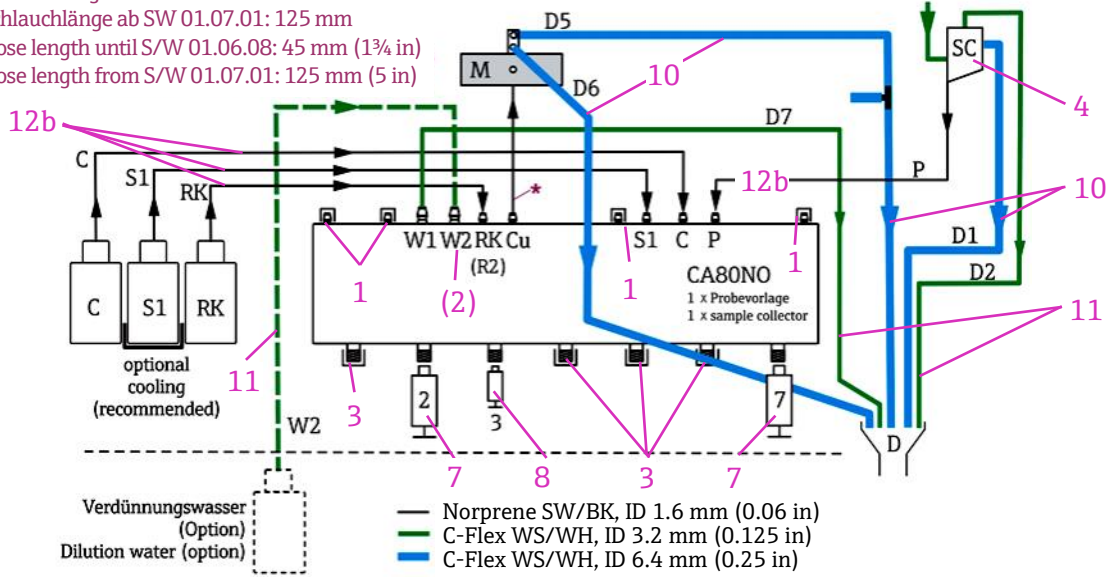 chlauchlänge ab SW 01.07.01: 125 mm
ose length until S/W 01.06.08: 45 mm (1¾ in)
ose length from S/W 01.07.01: 125 mm (5 in)
D5
D2
SC
M
10
D6
4
12b
D7
C
S1
RK
*
12b
P
10
W1 W2 RK Cu
(R2)
S1 C P
D1
D2
1
(2)
1
CA80NO
1 x Probevorlage
1 x sample collector
1
C
S1
RK
11
optional
cooling
(recommended)
11
3
2
3
7
W2
7
8
3
7
D
Verdünnungswasser
(Option)
Dilution water (option)
Norprene SW/BK, ID 1.6 mm (0.06 in)
C-Flex WS/WH, ID 3.2 mm (0.125 in)
C-Flex WS/WH, ID 6.4 mm (0.25 in)